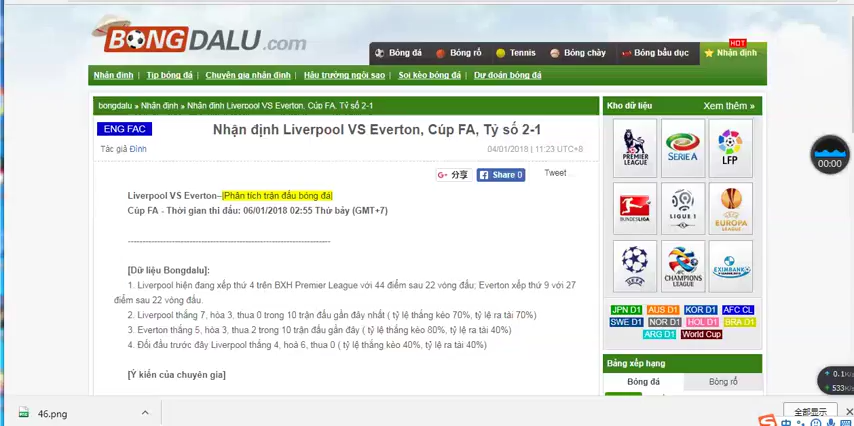 BONGDALU.com
Bóng đá Bóng rổ Tennis Bóng chày Bóng bầu dục HOT Nhận định
Nhận định Tip bóng đá Chuyên gia nhận định Hậu trường ngôi sao Soi kèo bóng đá Dự đoán bóng đá
bongdalu » Nhận định » Nhận định Liverpool VS Everton, Cúp FA, Tỷ số 2-1
ENG FAC
Nhận định Liverpool VS Everton, Cúp FA, Tỷ số 2-1
Tác giả Đình
04/01/2018 | 11:23 UTC+8
G+ 分享 Share 0 Tweet
Liverpool VS Everton--|Phân tích trận đấu bóng đá|
Cúp FA - Thời gian thi đấu: 06/01/2018 02:55 Thứ bảy (GMT+7)
----------------------------------------------------------------------
[Dữ liệu Bongdalu]:
1. Liverpool hiện đang xếp thứ 4 trên BXH Premier League với 44 điểm sau 22 vòng đấu; Everton xếp thứ 9 với 27
điểm sau 22 vòng đấu.
2. Liverpool thắng 7, hòa 3, thua 0 trong 10 trận đấu gần đây nhất ( tỷ lệ thắng kèo 70%, tỷ lệ ra tài 70%)
3. Everton thắng 5, hòa 3, thua 2 trong 10 trận đấu gần đây ( tỷ lệ thắng kèo 80%, tỷ lệ ra tài 40%)
4. Đối đầu trước đây Liverpool thắng 4, hoà 6, thua 0 ( tỷ lệ thắng kèo 40%, tỷ lệ ra tài 40%)
[Ý kiến của chuyên gia]
Kho dữ liệu Xem thêm »
PREMIER LEAGUE
SERIE A
LFP
BUNDESLIGA
LIGUE 1
EUROPA LEAGUE
UEFA
CHAMPIONS LEAGUE
EXIMBANK
JPN D1 AUS D1 KOR D1 AFC CL
SWE D1 NOR D1 HOL D1 BRA D1
ARG D1 World Cup
Bảng xếp hạng
Bóng đá Bóng rổ
00:00
0.1K/s
533K/s
46.png
全部显示
中